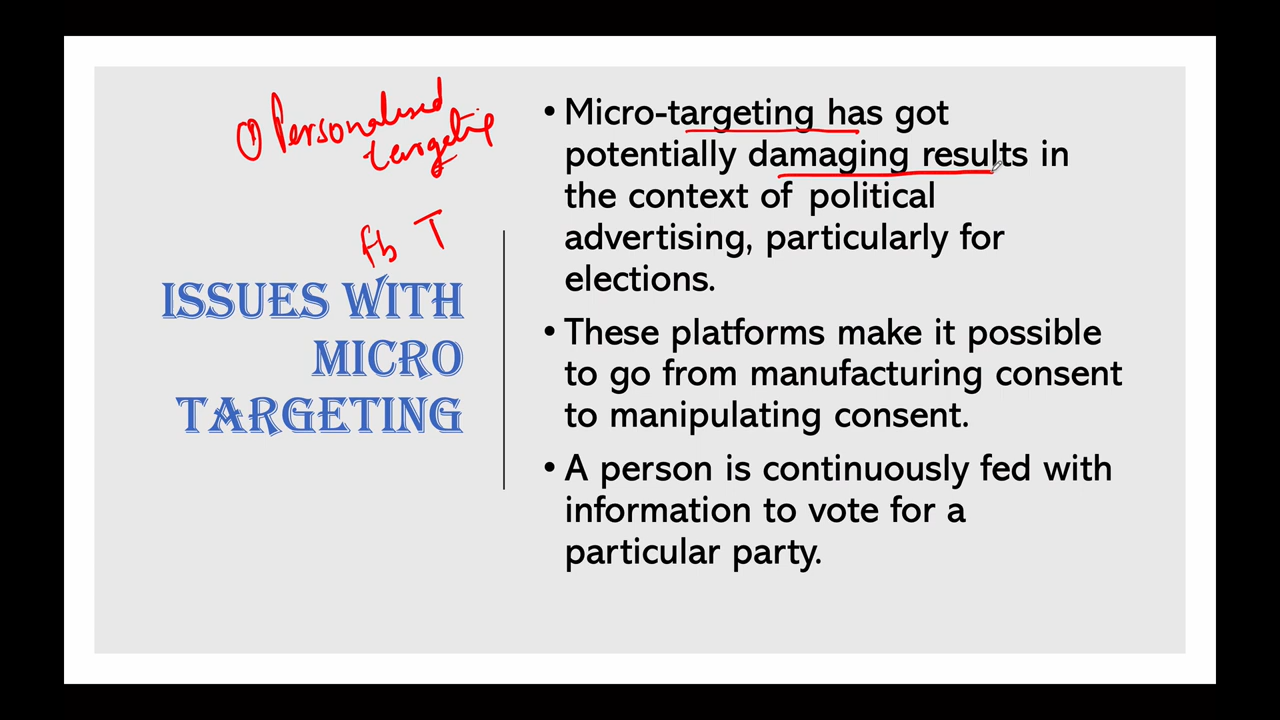 ① Personalised
targeting
fb T
ISSUES WITH
MICRO
TARGETING
• Micro-targeting has got
potentially damaging results in
the context of political
advertising, particularly for
elections.
• These platforms make it possible
to go from manufacturing consent
to manipulating consent.
• A person is continuously fed with
information to vote for a
particular party.